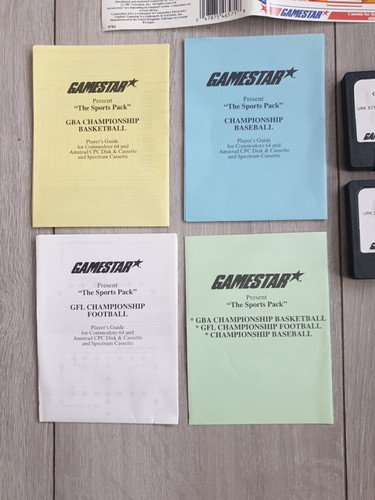 GAMESTAR
GAMESTAR
Present
"The Sports Pack"
GBA CHAMPIONSHIP
BASKETBALL
Player's Guide
for Commodore 64 and
Amstrad CPC Disk & Cassette
and Spectrum Cassette
GAMESTAR
Present
"The Sports Pack"
CHAMPIONSHIP
BASEBALL
Player's Guide
for Commodore 64 and
Amstrad CPC Disk & Cassette
and Spectrum Cassette
GAMESTAR
Present
"The Sports Pack"
GFL CHAMPIONSHIP
FOOTBALL
Player's Guide
for Commodore 64 and
Amstrad CPC Disk & Cassette
and Spectrum Cassette
GAMESTAR
Present
"The Sports Pack"
* GBA CHAMPIONSHIP BASKETBALL
* GFL CHAMPIONSHIP FOOTBALL
* CHAMPIONSHIP BASEBALL